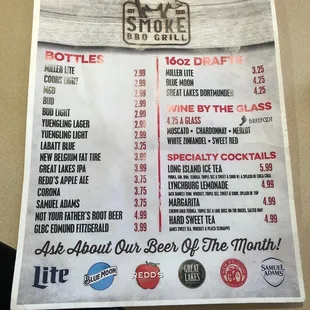 SMOKE
BBQ GRILL
BOTTLES
MILLER LITE 2.99
COORS LIGHT 2.99
MGD 2.99
BUD 2.99
BUD LIGHT 2.99
YUENGLING LAGER 2.99
YUENGLING LIGHT 2.99
LABATT BLUE 3.25
NEW BELGIUM FAT TIRE 3.99
GREAT LAKES IPA 3.99
REDD'S APPLE ALE 3.75
CORONA 3.75
SAMUEL ADAMS 3.75
NOT YOUR FATHER'S ROOT BEER 4.99
GLBC EDMUND FITZGERALD 3.99
16OZ DRAFTS
MILLER LITE 3.25
BLUE MOON 4.25
GREAT LAKES DORTMUNDER 4.25
WINE BY THE GLASS
4.25 A GLASS BAREFOOT
MOSCATO • CHARDONNAY • MERLOT
WHITE ZINFANDEL • SWEET RED
SPECIALTY COCKTAILS
LONG ISLAND ICE TEA 5.99
LYNCHBURG LEMONADE 4.99
MARGARITA 4.99
HARD SWEET TEA 4.99
Ask About Our Beer Of The Month!
Lite BLUE MOON REDD'S GREAT LAKES SAMUEL ADAMS